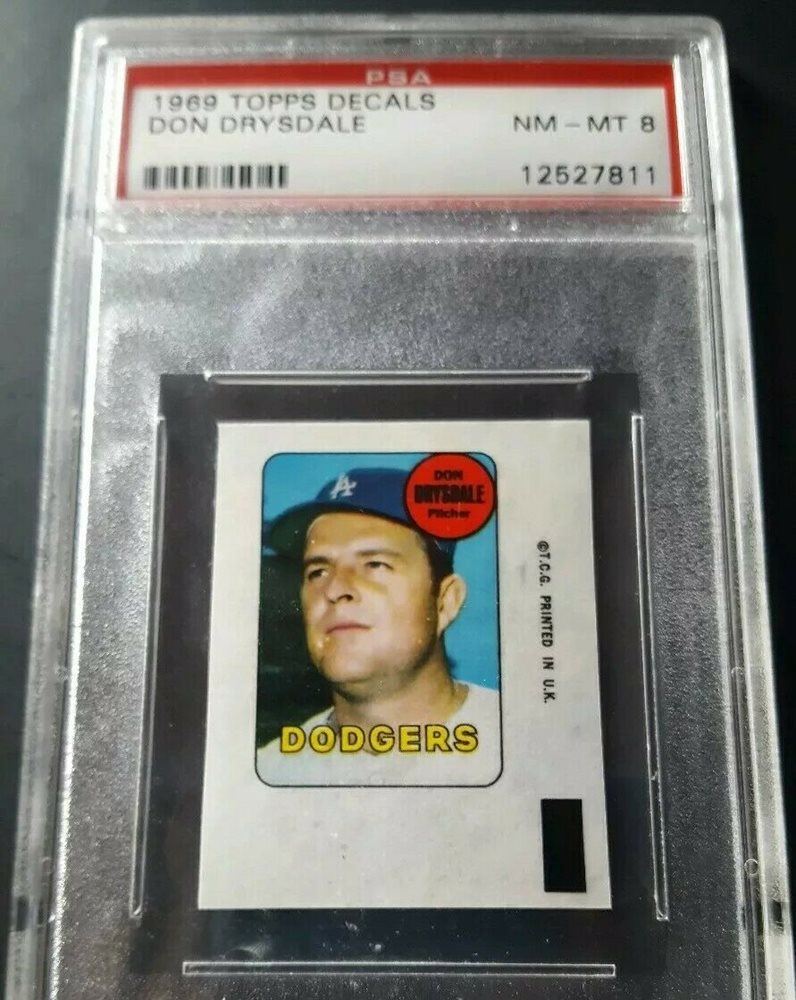 PSA
1969 TOPPS DECALS
DON DRYSDALE NM - MT 8
12527811
LA
DON
DRYSDALE
Pitcher
DODGERS
©T.C.G. PRINTED IN U.K.